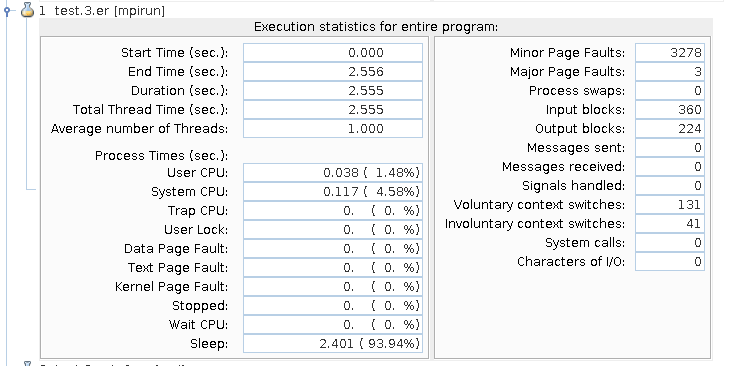 1 test.3.er [mpirun]
Execution statistics for entire program:
Start Time (sec.): 0.000
End Time (sec.): 2.556
Duration (sec.): 2.555
Total Thread Time (sec.): 2.555
Average number of Threads: 1.000
Process Times (sec.):
User CPU: 0.038 ( 1.48%)
System CPU: 0.117 ( 4.58%)
Trap CPU: 0. ( 0. %)
User Lock: 0. ( 0. %)
Data Page Fault: 0. ( 0. %)
Text Page Fault: 0. ( 0. %)
Kernel Page Fault: 0. ( 0. %)
Stopped: 0. ( 0. %)
Wait CPU: 0. ( 0. %)
Sleep: 2.401 ( 93.94%)
Minor Page Faults: 3278
Major Page Faults: 3
Process swaps: 0
Input blocks: 360
Output blocks: 224
Messages sent: 0
Messages received: 0
Signals handled: 0
Voluntary context switches: 131
Involuntary context switches: 41
System calls: 0
Characters of I/O: 0